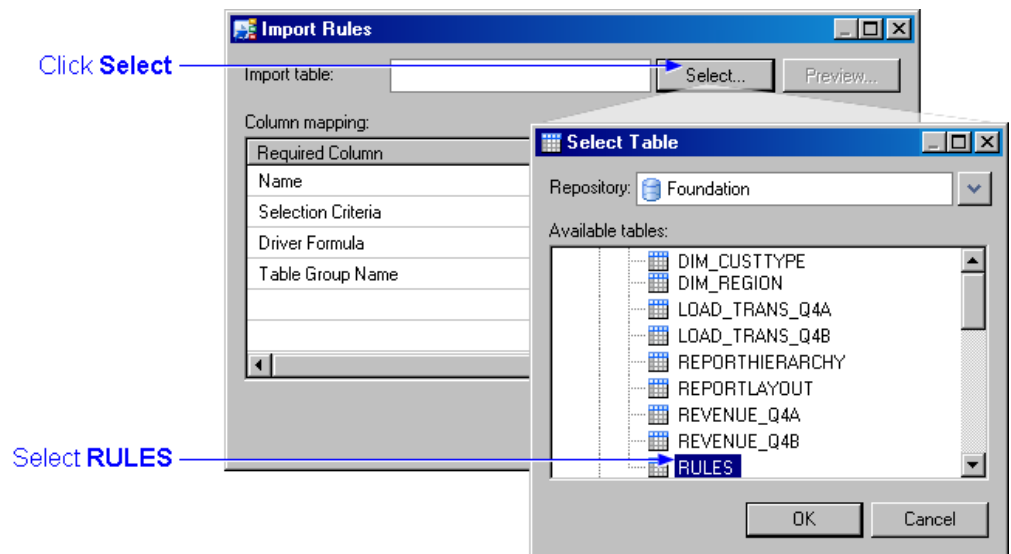 Import Rules
Click Select
Import table:
Select...
Preview...
Column mapping:
Required Column
Name
Selection Criteria
Driver Formula
Table Group Name
Select Table
Repository: Foundation
Available tables:
DIM_CUSTTYPE
DIM_REGION
LOAD_TRANS_Q4A
LOAD_TRANS_Q4B
REPORTHIERARCHY
REPORTLAYOUT
REVENUE_Q4A
REVENUE_Q4B
Select RULES
RULES
OK
Cancel